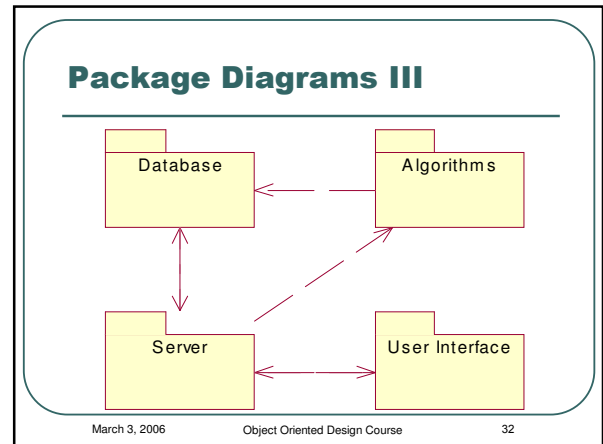 Package Diagrams III
Database
Algorithms
Server
User Interface
March 3, 2006
Object Oriented Design Course
32